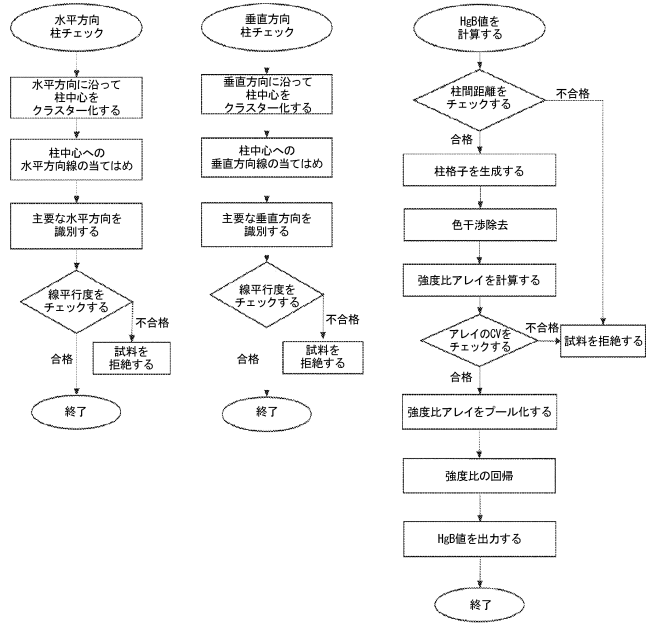 水平方向
柱チェック
水平方向に沿って
柱中心を
クラスター化する
柱中心への
水平方向線の当てはめ
主要な水平方向を
識別する
線平行度を
チェックする
不合格
試料を
拒絶する
合格
終了
垂直方向
柱チェック
垂直方向に沿って
柱中心を
クラスター化する
柱中心への
垂直方向線の当てはめ
主要な垂直方向を
識別する
線平行度を
チェックする
不合格
試料を
拒絶する
合格
終了
HgB値を
計算する
柱間距離を
チェックする
不合格
合格
柱格子を生成する
色干渉除去
強度比アレイを計算する
アレイのCVを
チェックする
不合格
試料を拒絶する
合格
強度比アレイをプール化する
強度比の回帰
HgB値を出力する
終了